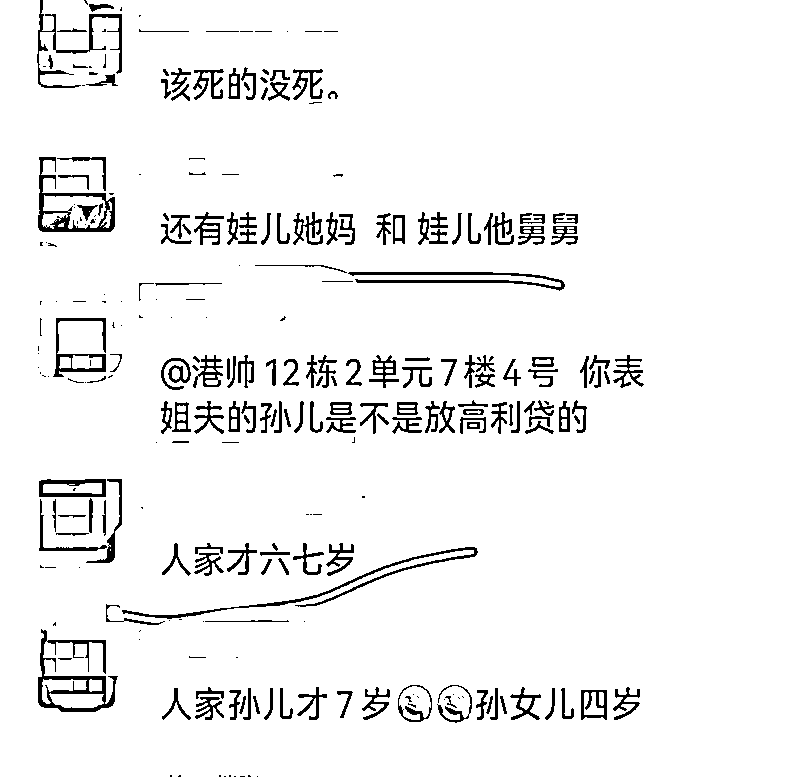 该死的没死。
还有娃儿她妈 和 娃儿他舅舅
@港帅12栋2单元7楼4号 你表
姐夫的孙儿是不是放高利贷的
人家才六七岁
人家孙儿才7岁孙女儿四岁